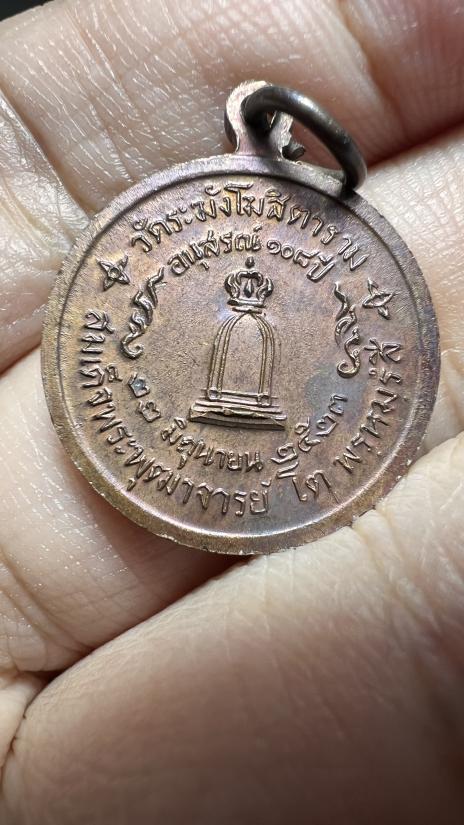 วัดระฆังโฆสิตาราม
อนุสรณ์ ๑๐๘ ปี
๒๒ มิถุนายน ๒๕๒๓
สมเด็จพระพุฒาจารย์ โต พรหมรํสี